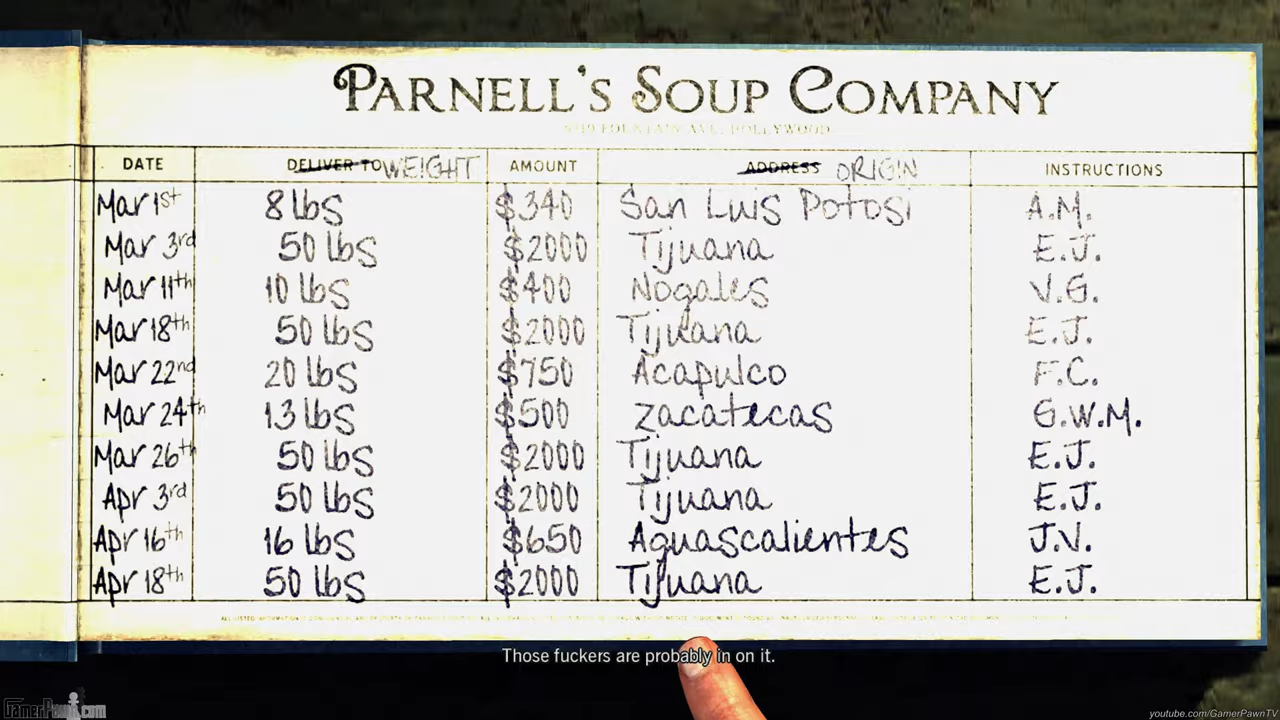 PARNELL'S SOUP COMPANY
DATE DELIVER TO WEIGHT AMOUNT ADDRESS ORIGIN INSTRUCTIONS
Mar 1st 8 lbs $340 San Luis Potosi A.M.
Mar 3rd 50 lbs $2000 Tijuana E.J.
Mar 11th 10 lbs $400 Nogales V.G.
Mar 18th 50 lbs $2000 Tijuana E.J.
Mar 22nd 20 lbs $750 Acapulco F.C.
Mar 24th 13 lbs $500 Zacatecas G.W.M.
Mar 26th 50 lbs $2000 Tijuana E.J.
Apr 3rd 50 lbs $2000 Tijuana E.J.
Apr 16th 16 lbs $650 Aguascalientes J.V.
Apr 18th 50 lbs $2000 Tijuana E.J.
Those fuckers are probably in on it.
GamerPawn.com
youtube.com/GamerPawnTV